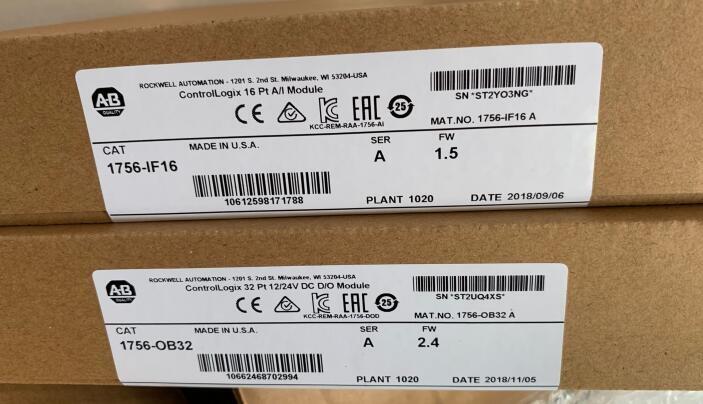 ROCKWELL AUTOMATION - 1201 S. 2nd St. Milwaukee, WI 53204-USA
ControlLogix 16 Pt A/I Module
A-B
QUALITY
CE
EAC
25
SN *ST2YO3NG*
KCC-REM-RAA-1756-AI
MAT.NO. 1756-IF16 A
CAT
MADE IN U.S.A.
SER
FW
1756-IF16
A
1.5
10612598171788
PLANT 1020
DATE 2018/09/06
ROCKWELL AUTOMATION - 1201 S. 2nd St. Milwaukee, WI 53204-USA
ControlLogix 32 Pt 12/24V DC D/O Module
A-B
QUALITY
CE
EAC
25
SN *ST2UQ4XS*
KCC-REM-RAA-1756-DOD
MAT.NO. 1756-OB32 A
CAT
MADE IN U.S.A.
SER
FW
1756-OB32
A
2.4
10662468702994
PLANT 1020
DATE 2018/11/05